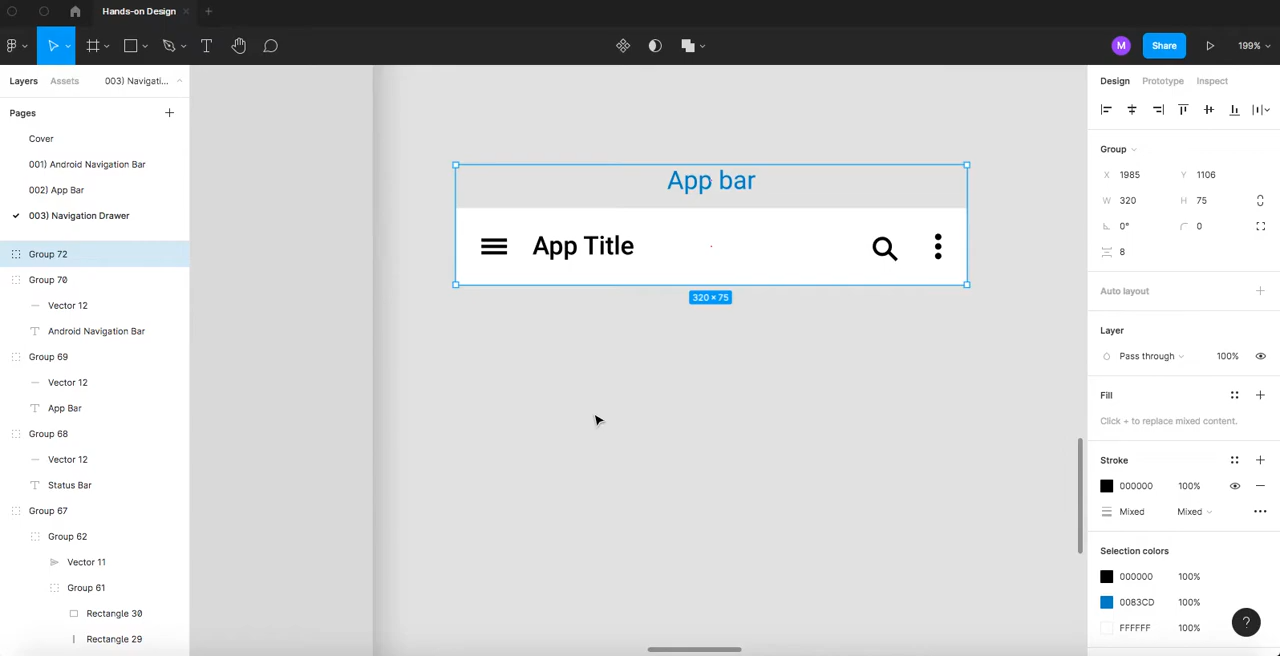 Hands-on Design
M
Share
199%
Layers
Assets
003) Navigati...
Design
Prototype
Inspect
Pages
Cover
001) Android Navigation Bar
002) App Bar
003) Navigation Drawer
Group 72
Group 70
Vector 12
Android Navigation Bar
Group 69
Vector 12
App Bar
Group 68
Vector 12
Status Bar
Group 67
Group 62
Vector 11
Group 61
Rectangle 30
Rectangle 29
App bar
App Title
320 × 75
Group
X 1985 Y 1106
W 320 H 75
0° 0
8
Auto layout
Layer
Pass through 100%
Fill
Click + to replace mixed content.
Stroke
000000 100%
Mixed Mixed
Selection colors
000000 100%
0083CD 100%
FFFFFF 100%
?